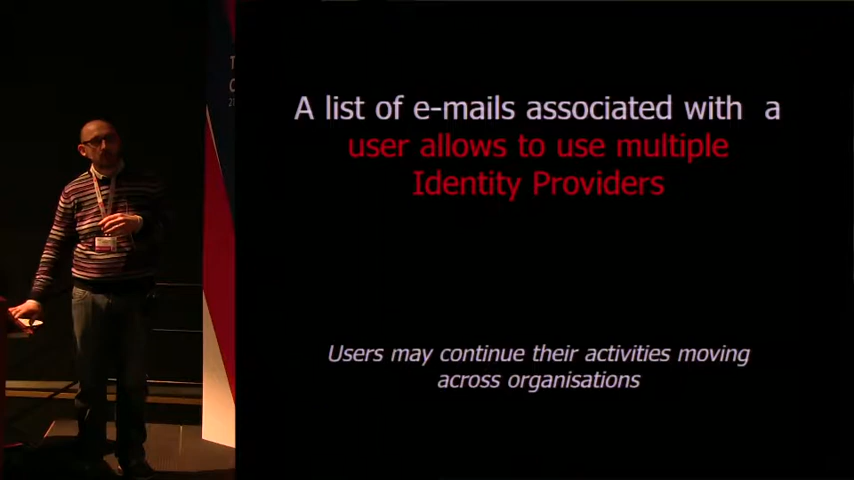 A list of e-mails associated with a
user allows to use multiple
Identity Providers
Users may continue their activities moving
across organisations